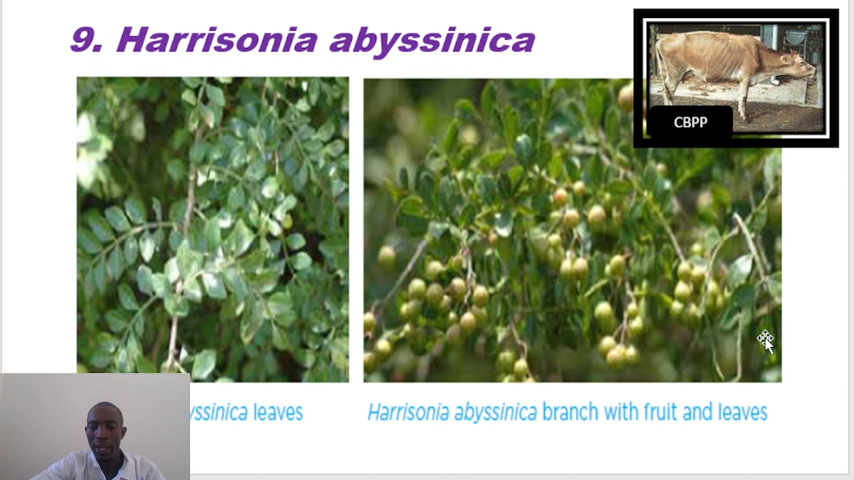 9. Harrisonia abyssinica
CBPP
yssinica leaves
Harrisonia abyssinica branch with fruit and leaves